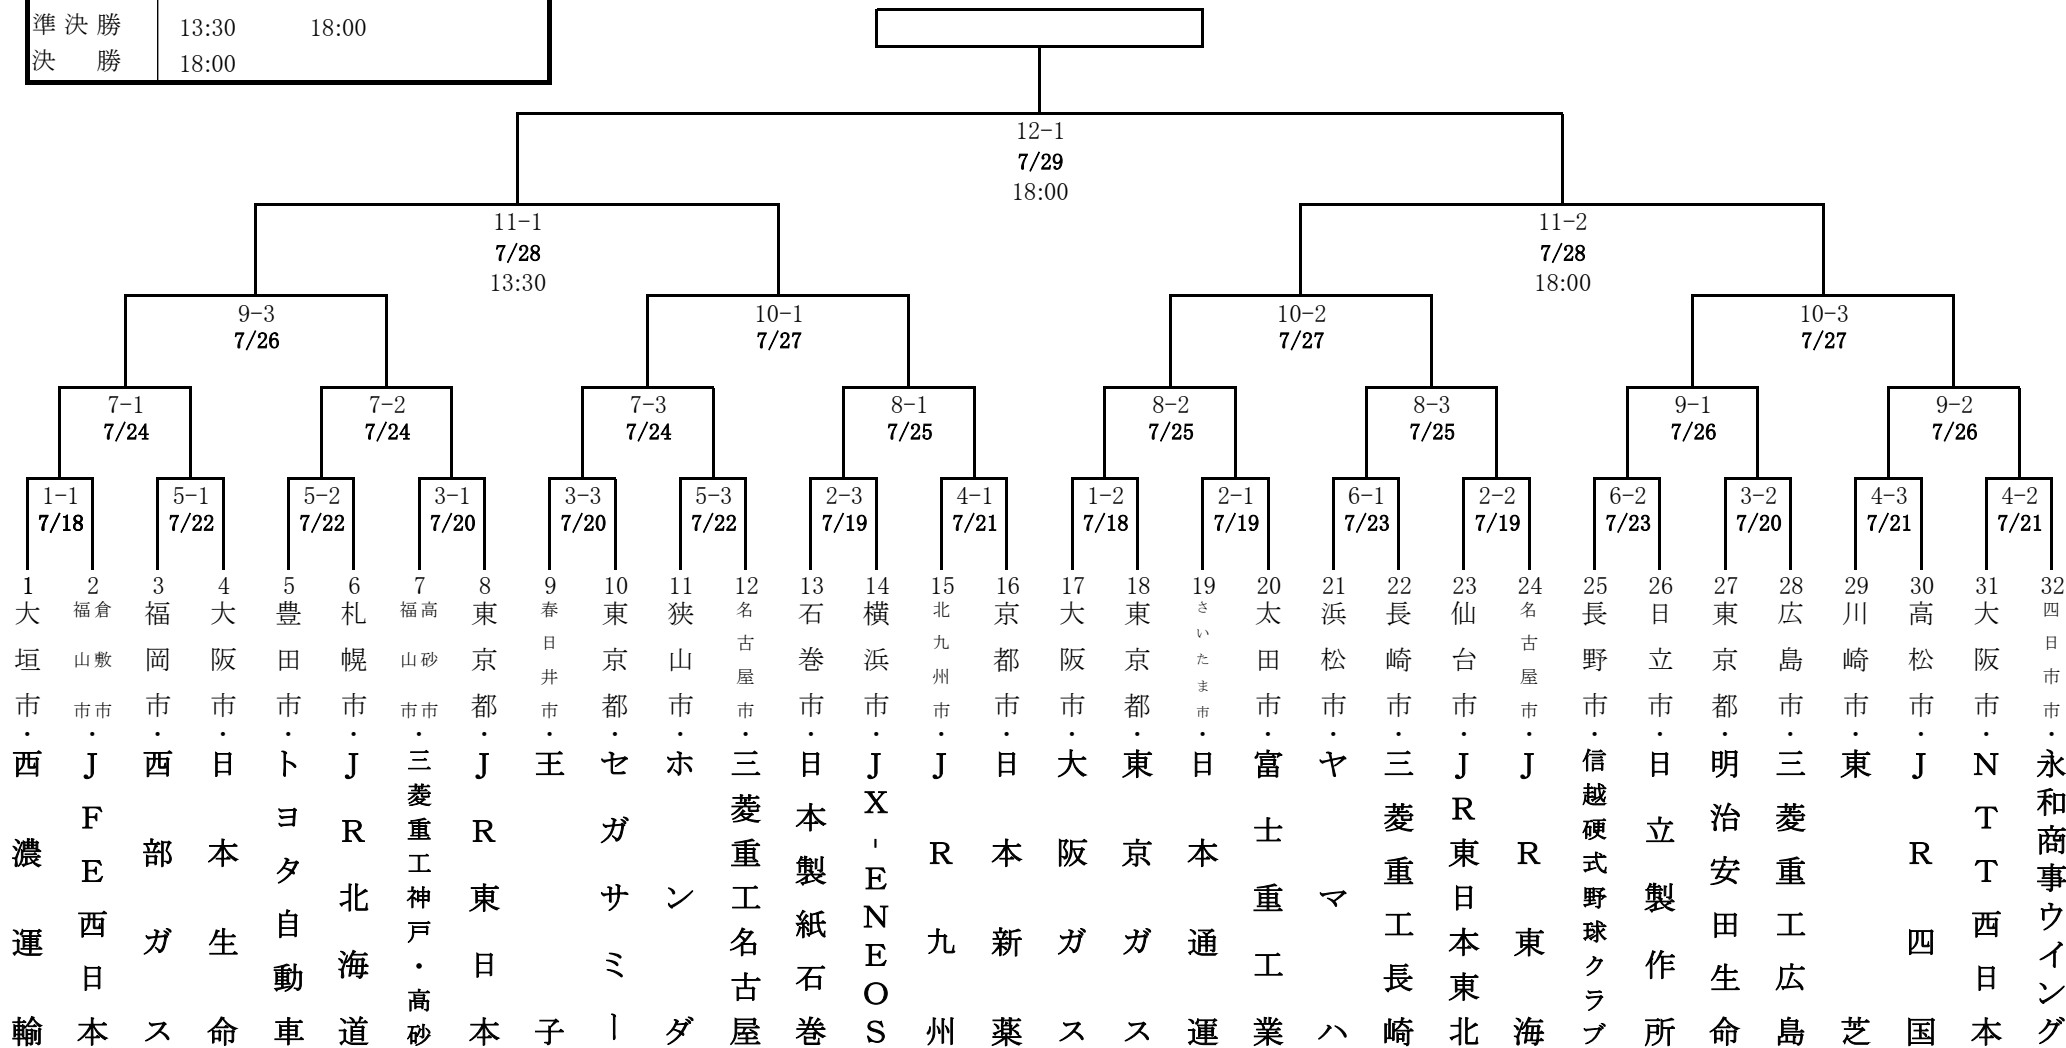 準決勝 13:30 18:00
決 勝 18:00
12-1
7/29
18:00
11-1
7/28
13:30
11-2
7/28
18:00
9-3
7/26
10-1
7/27
10-2
7/27
10-3
7/27
7-1
7/24
7-2
7/24
7-3
7/24
8-1
7/25
8-2
7/25
8-3
7/25
9-1
7/26
9-2
7/26
1-1
7/18
5-1
7/22
5-2
7/22
3-1
7/20
3-3
7/20
5-3
7/22
2-3
7/19
4-1
7/21
1-2
7/18
2-1
7/19
6-1
7/23
2-2
7/19
6-2
7/23
3-2
7/20
4-3
7/21
4-2
7/21
1 大垣市・西濃運輸
2 倉敷市 福山市・JFE西日本
3 福岡市・西部ガス
4 大阪市・日本生命
5 豊田市・トヨタ自動車
6 札幌市・JR北海道
7 高砂市 福山市・三菱重工神戸・高砂
8 東京都・JR東日本
9 春日井市・王子
10 東京都・セガサミー
11 狭山市・ホンダ
12 名古屋市・三菱重工名古屋
13 石巻市・日本製紙石巻
14 横浜市・JX-ENEOS
15 北九州市・JR九州
16 京都市・日本新薬
17 大阪市・大阪ガス
18 東京都・東京ガス
19 さいたま市・日本通運
20 太田市・富士重工業
21 浜松市・ヤマハ
22 長崎市・三菱重工長崎
23 仙台市・JR東日本東北
24 名古屋市・JR東海
25 長野市・信越硬式野球クラブ
26 日立市・日立製作所
27 東京都・明治安田生命
28 広島市・三菱重工広島
29 川崎市・東芝
30 高松市・JR四国
31 大阪市・NTT西日本
32 四日市市・永和商事ウイング